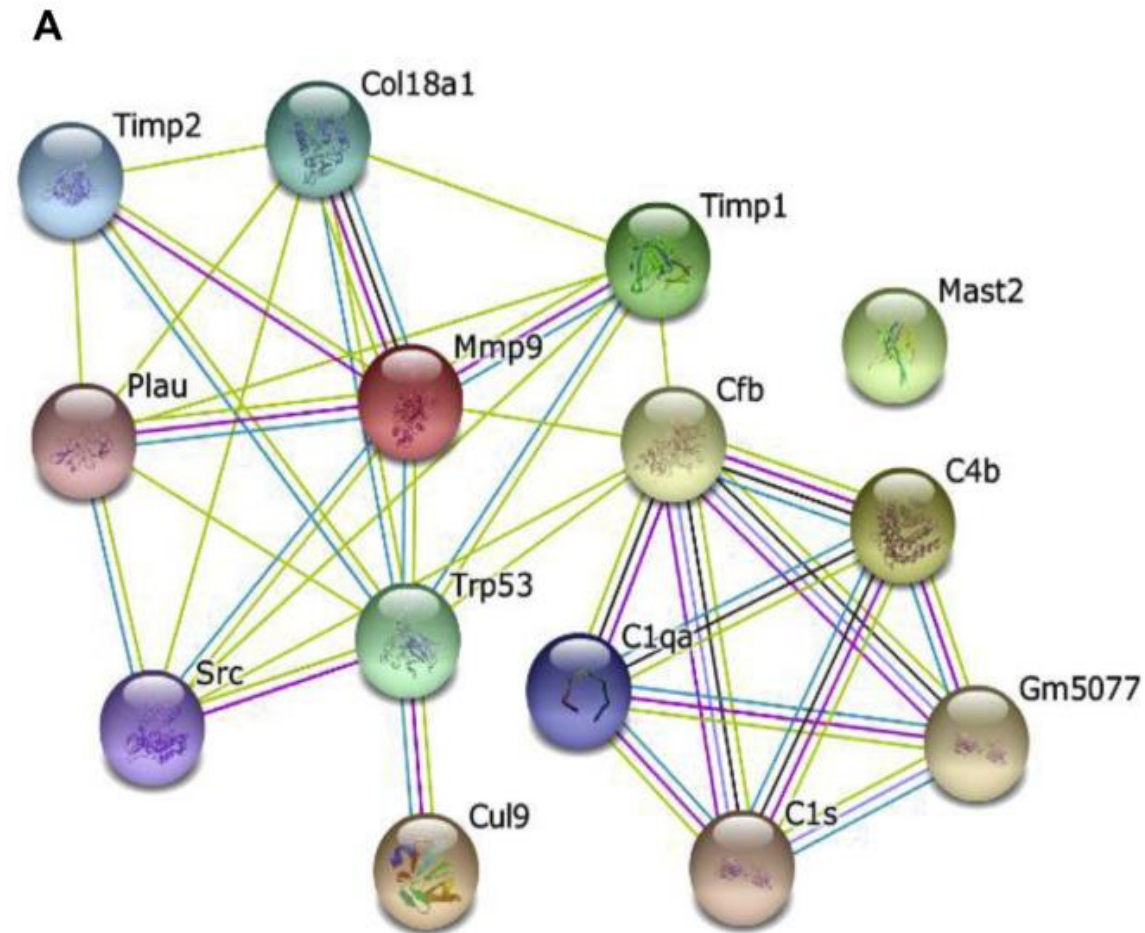 A
Col18a1
Timp2
Timp1
Mast2
Mmp9
Plau
Cfb
C4b
Trp53
C1qa
Src
Gm5077
C1s
Cul9